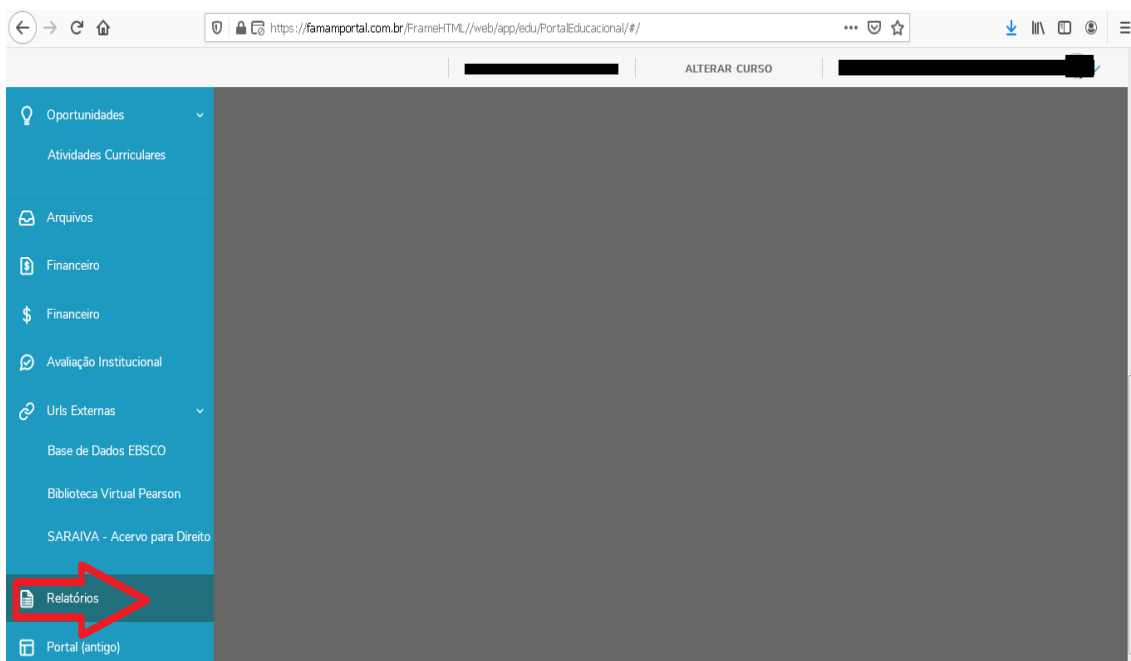 https://famamportal.com.br/FrameHTML//web/app/edu/PortalEducacional/#/
ALTERAR CURSO
Oportunidades
Atividades Curriculares
Arquivos
Financeiro
Financeiro
Avaliação Institucional
Urls Externas
Base de Dados EBSCO
Biblioteca Virtual Pearson
SARAIVA - Acervo para Direito
Relatórios
Portal (antigo)